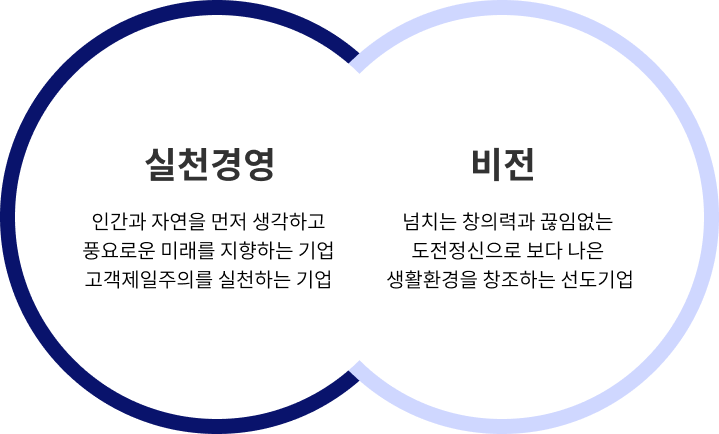 실천경영
인간과 자연을 먼저 생각하고
풍요로운 미래를 지향하는 기업
고객제일주의를 실천하는 기업
비전
넘치는 창의력과 끊임없는
도전정신으로 보다 나은
생활환경을 창조하는 선도기업